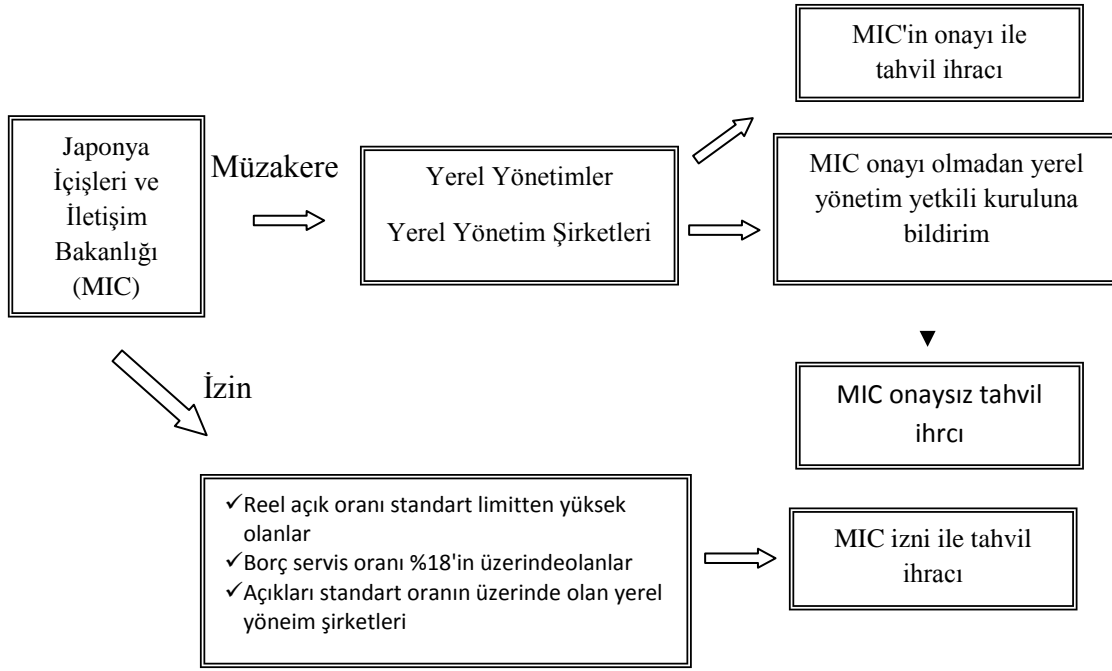 Japonya
İçişleri ve
İletişim
Bakanlığı
(MIC)
Müzakere
Yerel Yönetimler
Yerel Yönetim Şirketleri
MIC'in onayı ile
tahvil ihracı
MIC onayı olmadan yerel
yönetim yetkili kuruluna
bildirim
▼
MIC onaysız tahvil
ihrcı
İzin
✓Reel açık oranı standart limitten yüksek
olanlar
✓Borç servis oranı %18'in üzerindeolanlar
✓Açıkları standart oranın üzerinde olan yerel
yöneim şirketleri
MIC izni ile tahvil
ihracı